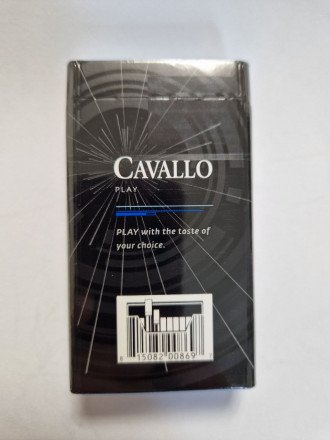 CAVALLO
PLAY
PLAY with the taste of
your choice.
8 15082 00869